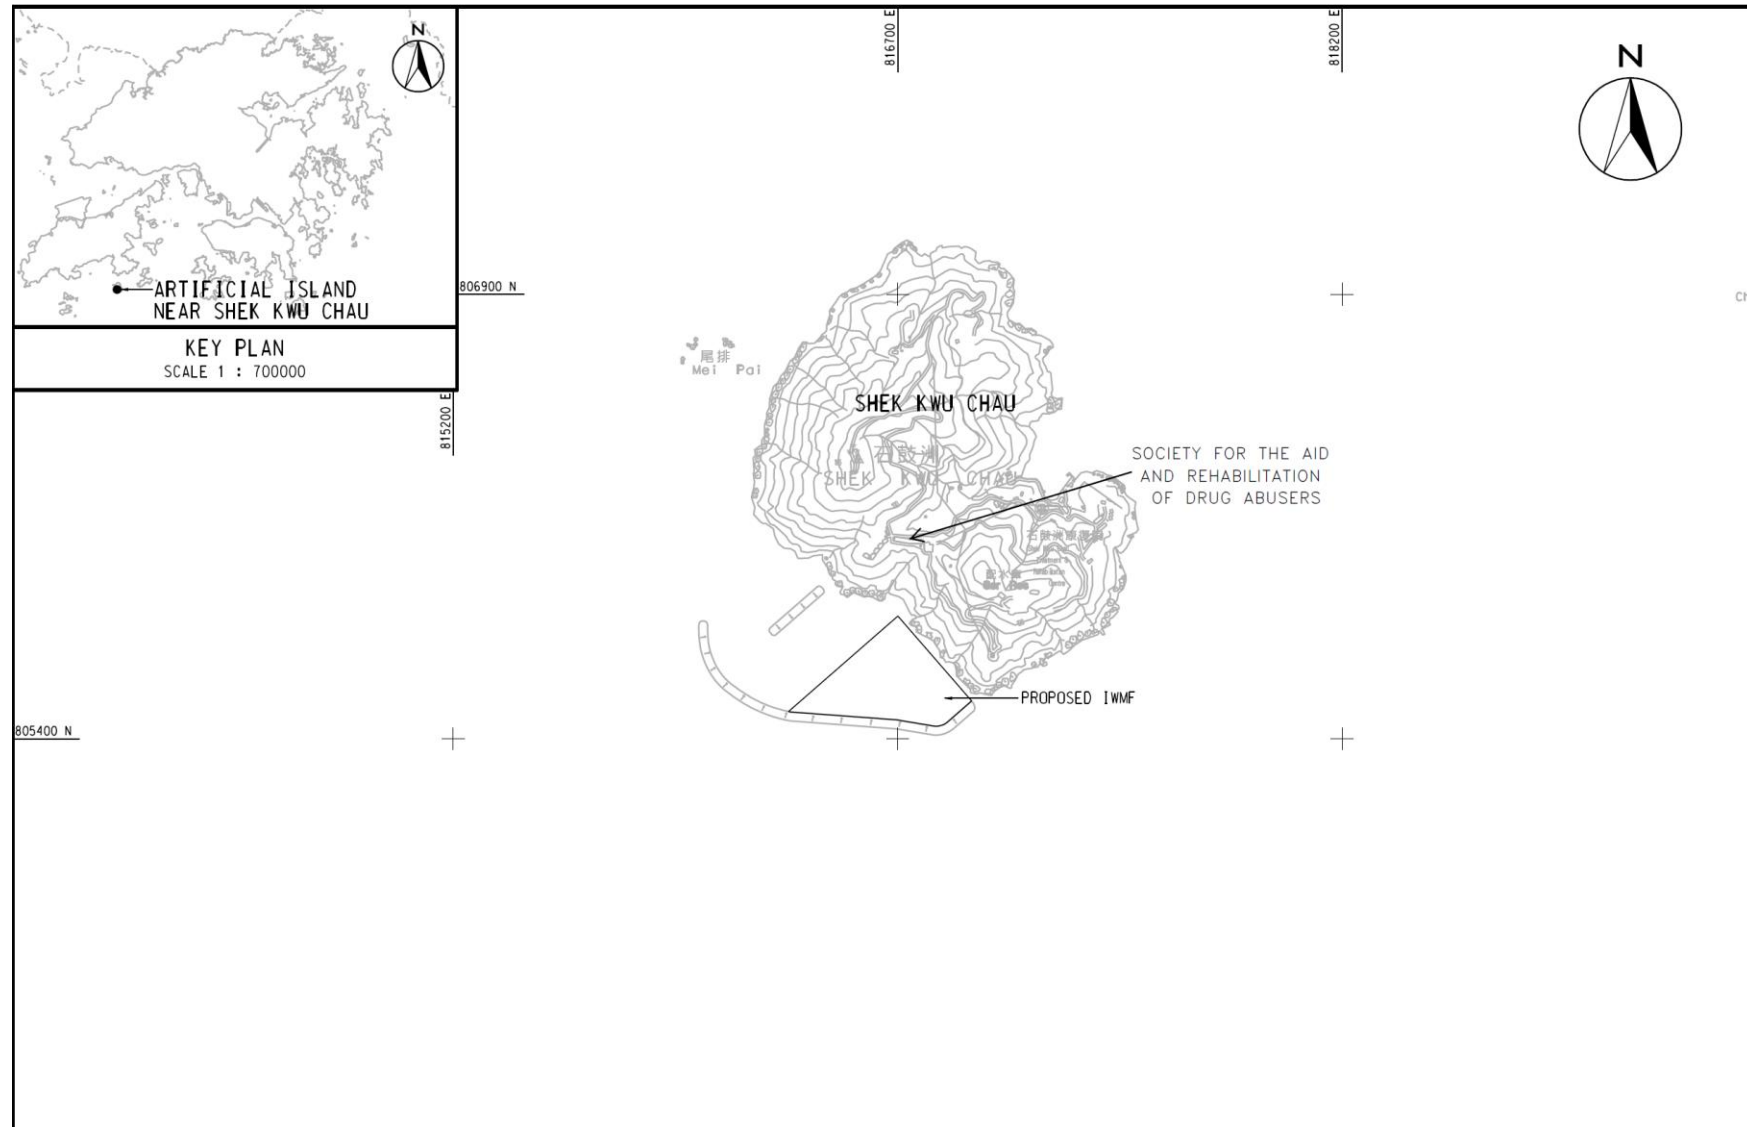 N
ARTIFICIAL ISLAND
NEAR SHEK KWU CHAU
KEY PLAN
SCALE 1 : 700000
816700 E
818200 E
N
806900 N
815200 E
尾排
Mei Pai
SHEK KWU CHAU
石鼓洲
SHEK KWU CHAU
SOCIETY FOR THE AID
AND REHABILITATION
OF DRUG ABUSERS
PROPOSED IWMF
805400 N